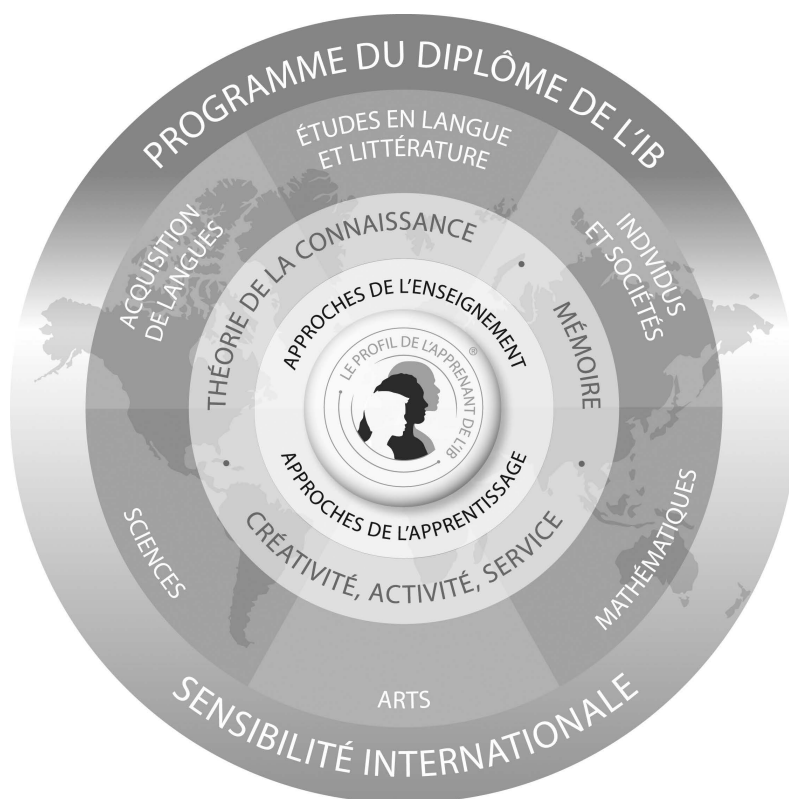 PROGRAMME DU DIPLÔME DE L'IB
ÉTUDES EN LANGUE
ET LITTÉRATURE
ACQUISITION
DE LANGUES
INDIVIDUS
ET SOCIÉTÉS
THÉORIE DE LA CONNAISSANCE
MÉMOIRE
APPROCHES DE L'ENSEIGNEMENT
LE PROFIL DE L'APPRENANT DE L'IB
®
APPROCHES DE L'APPRENTISSAGE
CRÉATIVITÉ, ACTIVITÉ, SERVICE
SCIENCES
MATHÉMATIQUES
ARTS
SENSIBILITÉ INTERNATIONALE